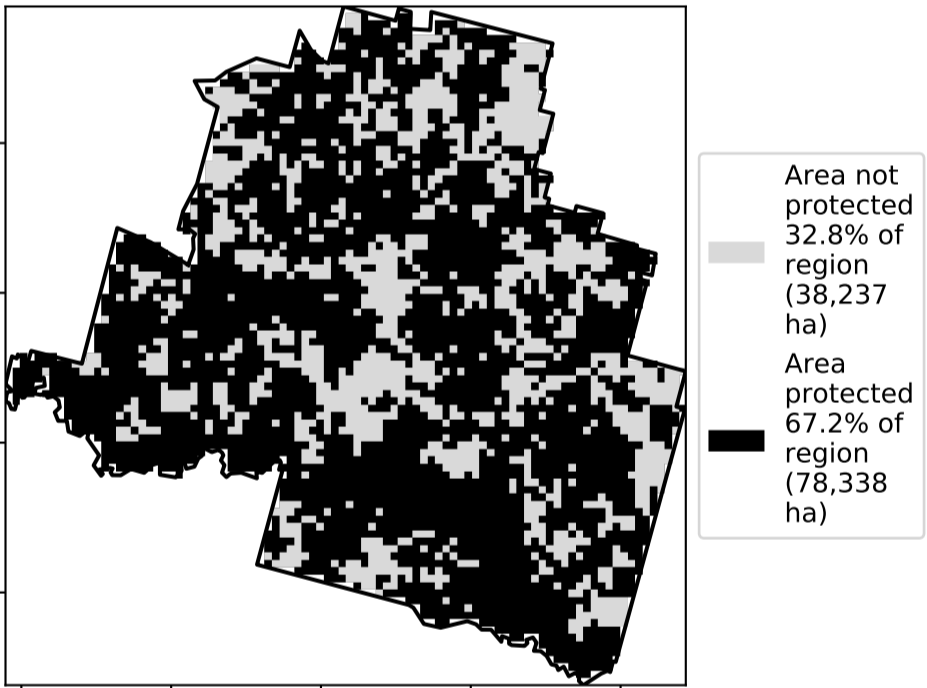 Area not
protected
32.8% of
region
(38,237
ha)
Area
protected
67.2% of
region
(78,338
ha)